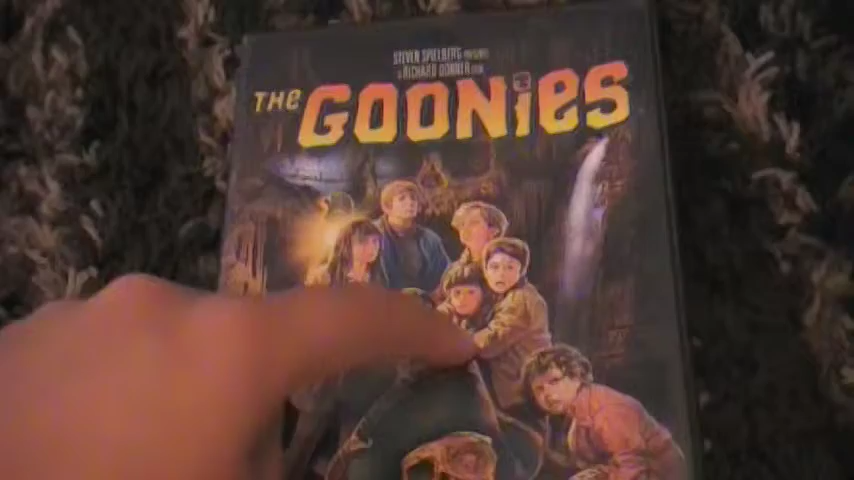 STEVEN SPIELBERG PRESENTS
A RICHARD DONNER FILM
THE GOONiES